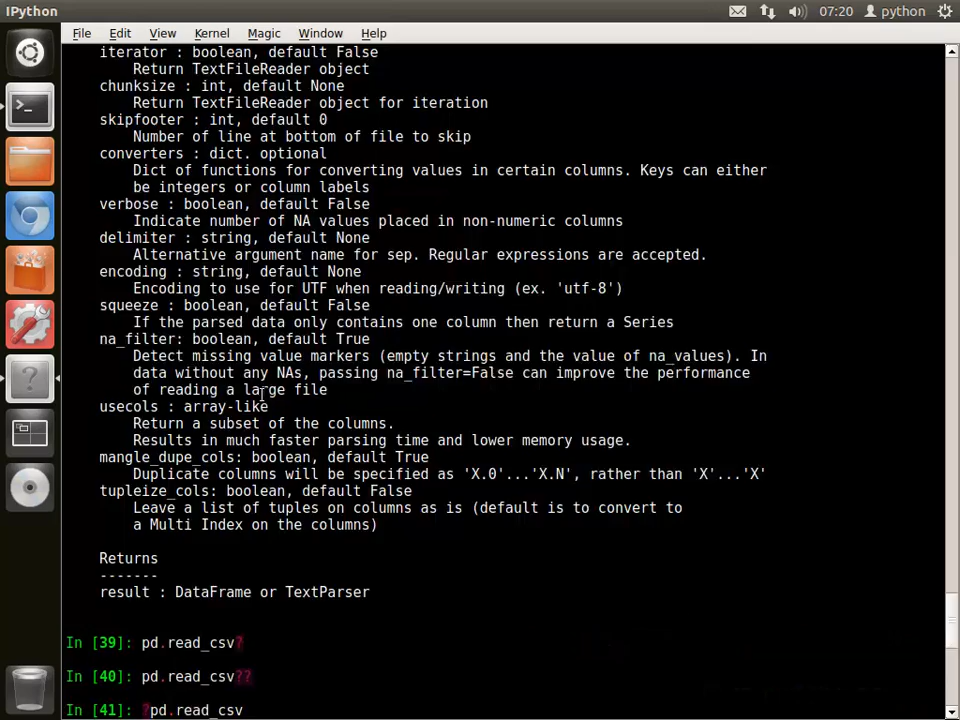 IPython
07:20
python
File Edit View Kernel Magic Window Help
iterator : boolean, default False
Return TextFileReader object
chunksize : int, default None
Return TextFileReader object for iteration
skipfooter : int, default 0
Number of line at bottom of file to skip
converters : dict. optional
Dict of functions for converting values in certain columns. Keys can either
be integers or column labels
verbose : boolean, default False
Indicate number of NA values placed in non-numeric columns
delimiter : string, default None
Alternative argument name for sep. Regular expressions are accepted.
encoding : string, default None
Encoding to use for UTF when reading/writing (ex. 'utf-8')
squeeze : boolean, default False
If the parsed data only contains one column then return a Series
na_filter: boolean, default True
Detect missing value markers (empty strings and the value of na_values). In
data without any NAs, passing na_filter=False can improve the performance
of reading a large file
usecols : array-like
Return a subset of the columns.
Results in much faster parsing time and lower memory usage.
mangle_dupe_cols: boolean, default True
Duplicate columns will be specified as 'X.0'...'X.N', rather than 'X'...'X'
tupleize_cols: boolean, default False
Leave a list of tuples on columns as is (default is to convert to
a Multi Index on the columns)
Returns
-------
result : DataFrame or TextParser
In [39]: pd.read_csv?
In [40]: pd.read_csv??
In [41]: ?pd.read_csv